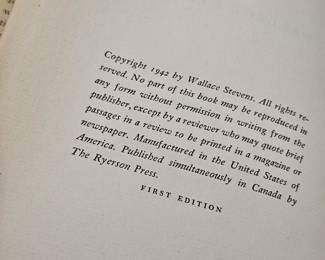 Copyright 1942 by Wallace Stevens. All rights re-
served. No part of this book may be reproduced in
any form without permission in writing from the
publisher, except by a reviewer who may quote brief
passages in a review to be printed in a magazine or
newspaper. Manufactured in the United States of
America. Published simultaneously in Canada by
The Ryerson Press.
FIRST EDITION